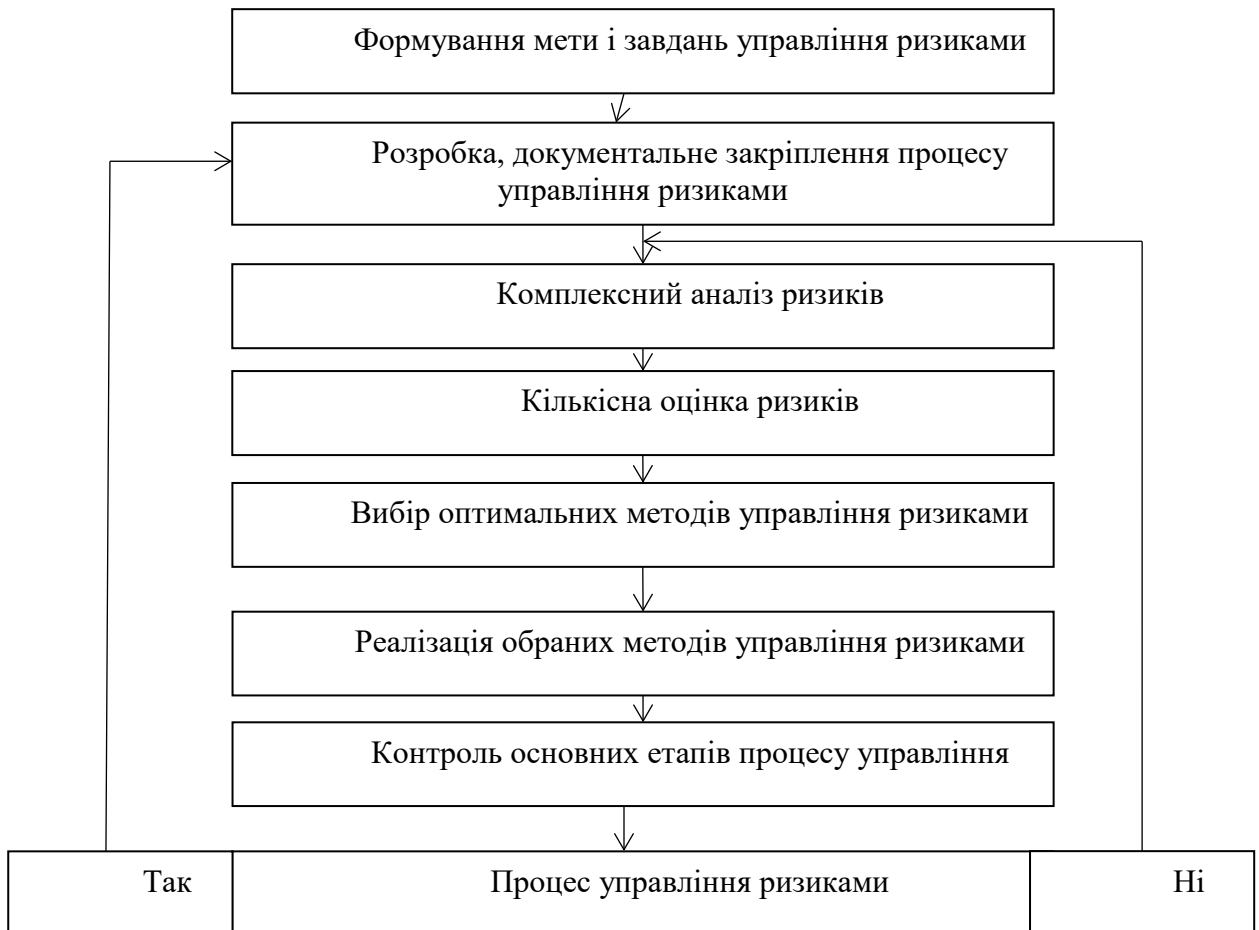 Формування мети і завдань управління ризиками
Розробка, документальне закріплення процесу
управління ризиками
Комплексний аналіз ризиків
Кількісна оцінка ризиків
Вибір оптимальних методів управління ризиками
Реалізація обраних методів управління ризиками
Контроль основних етапів процесу управління
Так
Процес управління ризиками
Ні